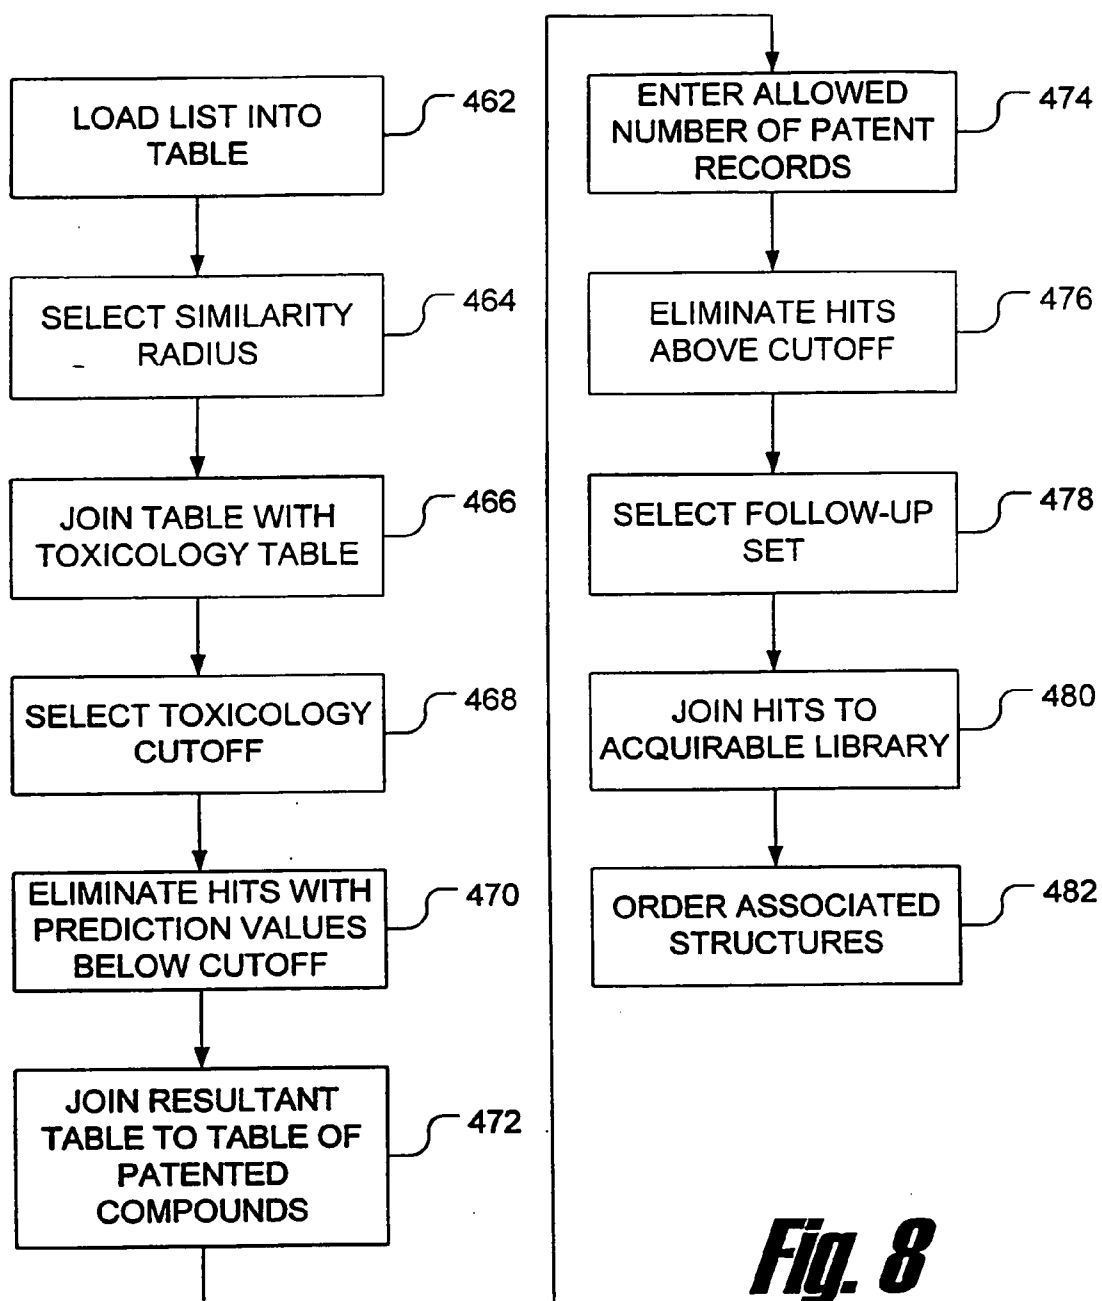 LOAD LIST INTO
TABLE
462
SELECT SIMILARITY
RADIUS
464
JOIN TABLE WITH
TOXICOLOGY TABLE
466
SELECT TOXICOLOGY
CUTOFF
468
ELIMINATE HITS WITH
PREDICTION VALUES
BELOW CUTOFF
470
JOIN RESULTANT
TABLE TO TABLE OF
PATENTED
COMPOUNDS
472
ENTER ALLOWED
NUMBER OF PATENT
RECORDS
474
ELIMINATE HITS
ABOVE CUTOFF
476
SELECT FOLLOW-UP
SET
478
JOIN HITS TO
ACQUIRABLE LIBRARY
480
ORDER ASSOCIATED
STRUCTURES
482
Fig. 8